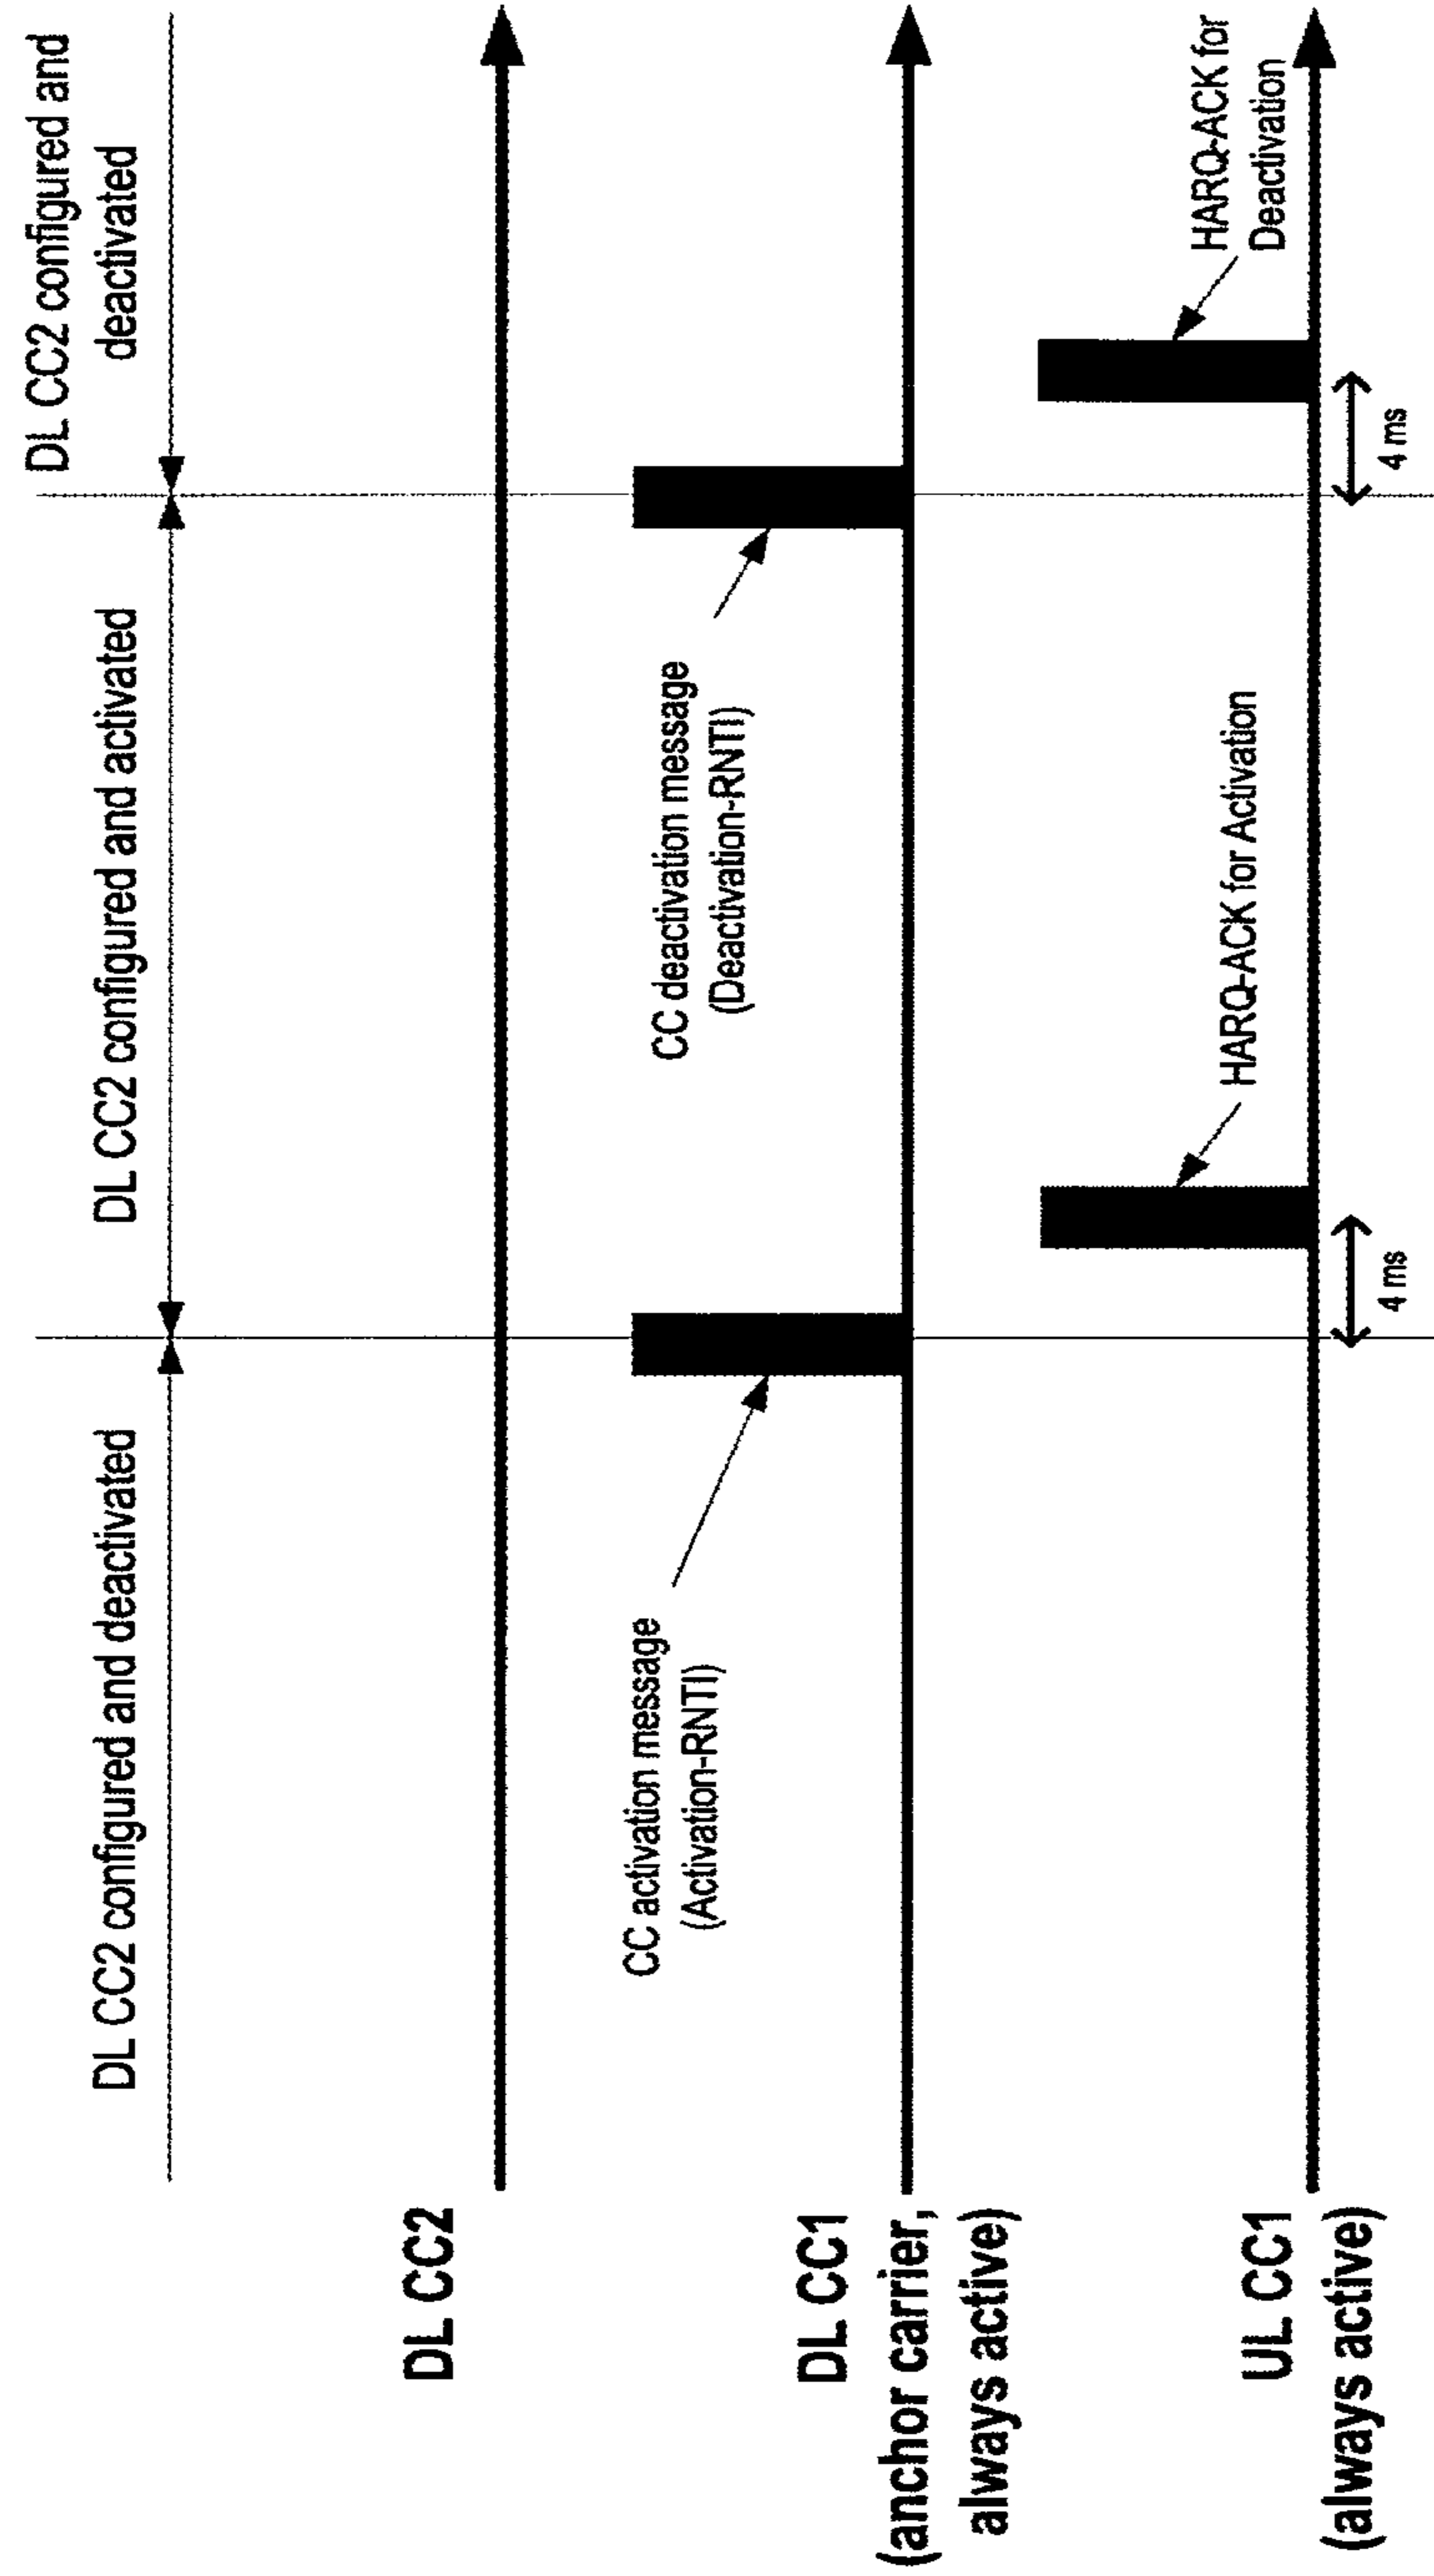 DL CC2 configured and deactivated
DL CC2 configured and activated
DL CC2 configured and
deactivated
DL CC2
CC activation message
(Activation-RNTI)
CC deactivation message
(Deactivation-RNTI)
DL CC1
(anchor carrier,
always active)
HARQ-ACK for Activation
HARQ-ACK for
Deactivation
UL CC1
(always active)
4 ms
4 ms